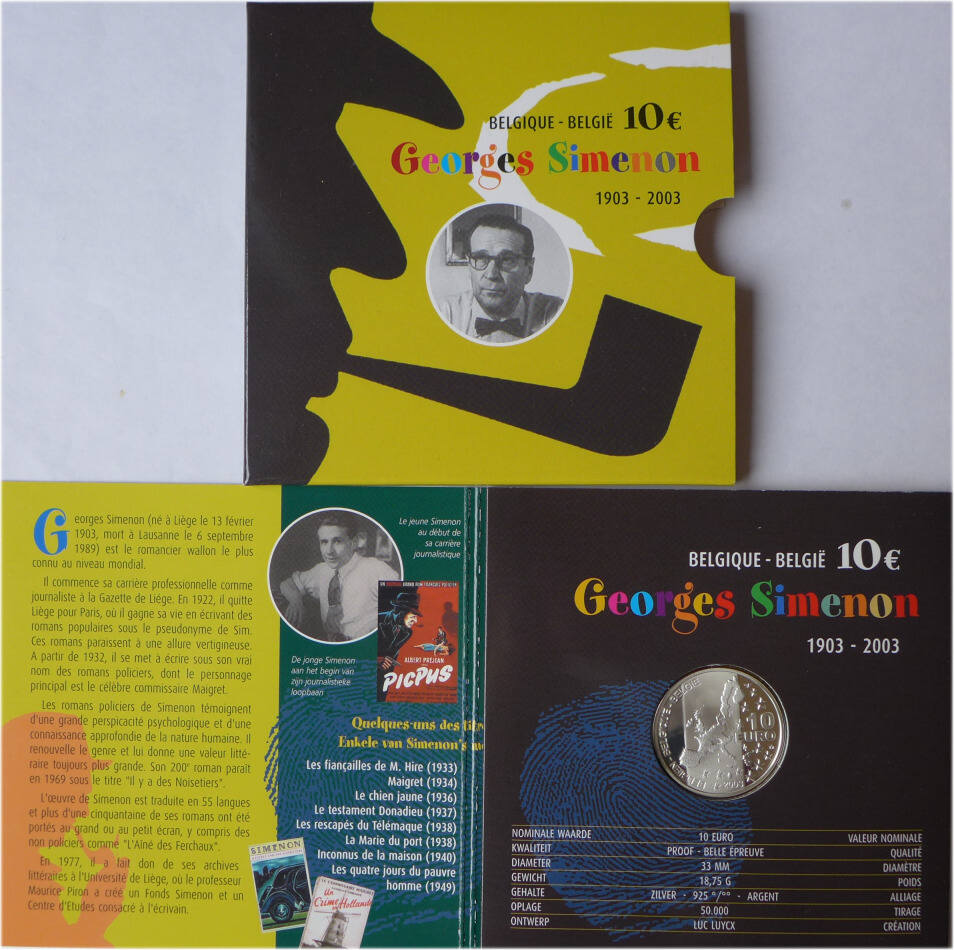 BELGIQUE - BELGIË 10 €
Georges Simenon
1903 - 2003
Georges Simenon (né à Liège le 13 février
1903, mort à Lausanne le 6 septembre
1989) est le romancier wallon le plus
connu au niveau mondial.
Il commence sa carrière professionelle comme
journaliste à la Gazette de Liége. En 1922, il quitte
Liège pour Paris, où il gagne sa vie en écrivant des
romans populaires sous le pseudonyme de Sim.
Ces romans paraissent à une allure vertigineuse.
A partir de 1932, il se met à écrire sous son vrai
nom des romans policiers, dont le personnage
principal est le célèbre commissaire Maigret.
Les romans policiers de Simenon témoignent
d'une grande perspicacité psychologique et d'une
connaissance approfondie de la nature humaine. Il
renouvelle le genre et lui donne une valeur litté-
raire toujours plus grande. Son 200e roman paraît
en 1969 sous le titre "Il y a des Noisetiers".
L'œuvre de Simenon est traduite en 55 langues
et plus d'une cinquantaine de ses romans ont été
portés au grand ou au petit écran, y compris des
non policiers comme "L'Aîné des Ferchaux".
En 1977, il a fait don de ses archives
littéraires à l'Université de Liège, où le professeur
Maurice Piron a créé un Fonds Simenon et un
Centre d'Etudes consacré à l'écrivain.
Le jeune Simenon
au début de
sa carrière
journalistique
ALBERT PRÉJEAN
PICPUS
De jonge Simenon
aan het begin van
zijn journalistieke
loopbaan
Quelques-uns des titre
Enkele van Simenon's
Les fiançailles de M. Hire (1933)
Maigret (1934)
Le chien jaune (1936)
Le testament Donadieu (1937)
Les rescapés du Télémaque (1938)
La Marie du port (1938)
Inconnus de la maison (1940)
Les quatre jours du pauvre
homme (1949)
SIMENON
Un
Crime Hollande
BELGIQUE - BELGIË 10 €
Georges Simenon
1903 - 2003
BELGIE
10
EURO
2003
NOMINALE WAARDE 10 EURO VALEUR NOMINALE
KWALITEIT PROOF - BELLE ÉPREUVE QUALITÉ
DIAMETER 33 MM DIAMÈTRE
GEWICHT 18,75 G POIDS
GEHALTE ZILVER - 925 °/°° - ARGENT ALLIAGE
OPLAGE 50.000 TIRAGE
ONTWERP LUC LUYCX CRÉATION